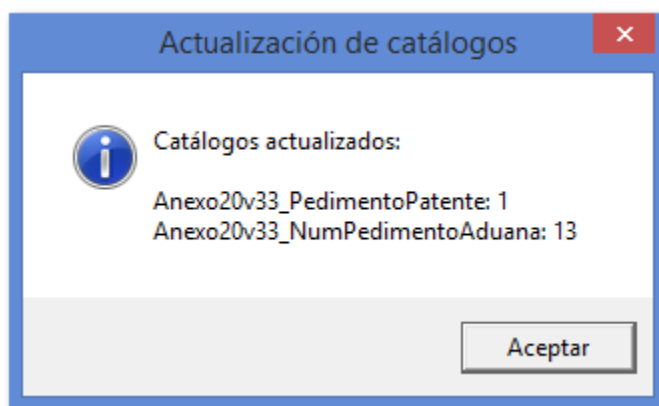 Actualización de catálogos
Catálogos actualizados:
Anexo20v33_PedimentoPatente: 1
Anexo20v33_NumPedimentoAduana: 13
Aceptar